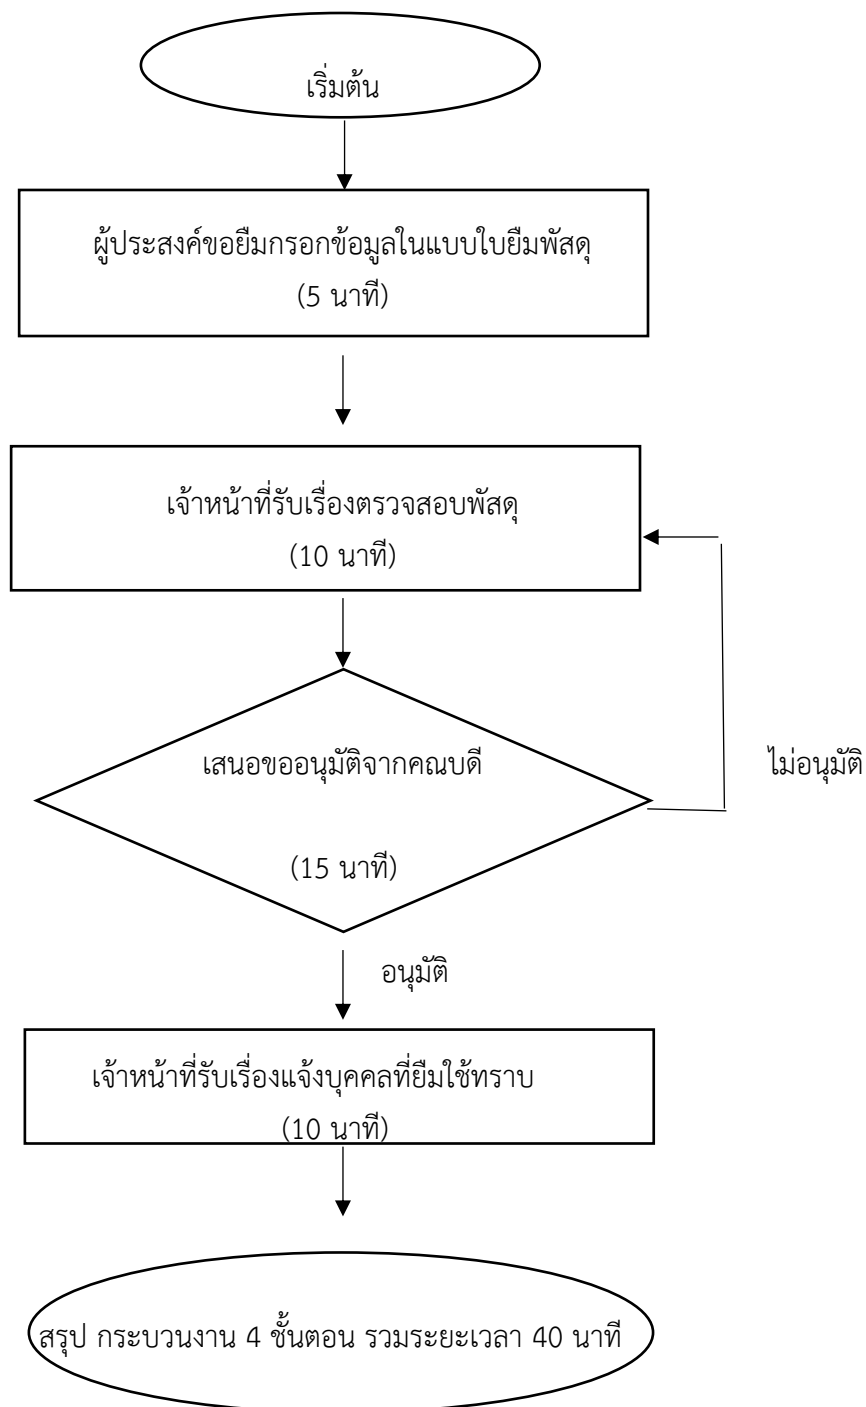 เริ่มต้น
ผู้ประสงค์ขอยืมกรอกข้อมูลในแบบใบยืมพัสดุ
(5 นาที)
เจ้าหน้าที่รับเรื่องตรวจสอบพัสดุ
(10 นาที)
เสนอขออนุมัติจากคณบดี
ไม่อนุมัติ
(15 นาที)
อนุมัติ
เจ้าหน้าที่รับเรื่องแจ้งบุคคลที่ยืมใช้ทราบ
(10 นาที)
สรุป กระบวนงาน 4 ชั้นตอน รวมระยะเวลา 40 นาที